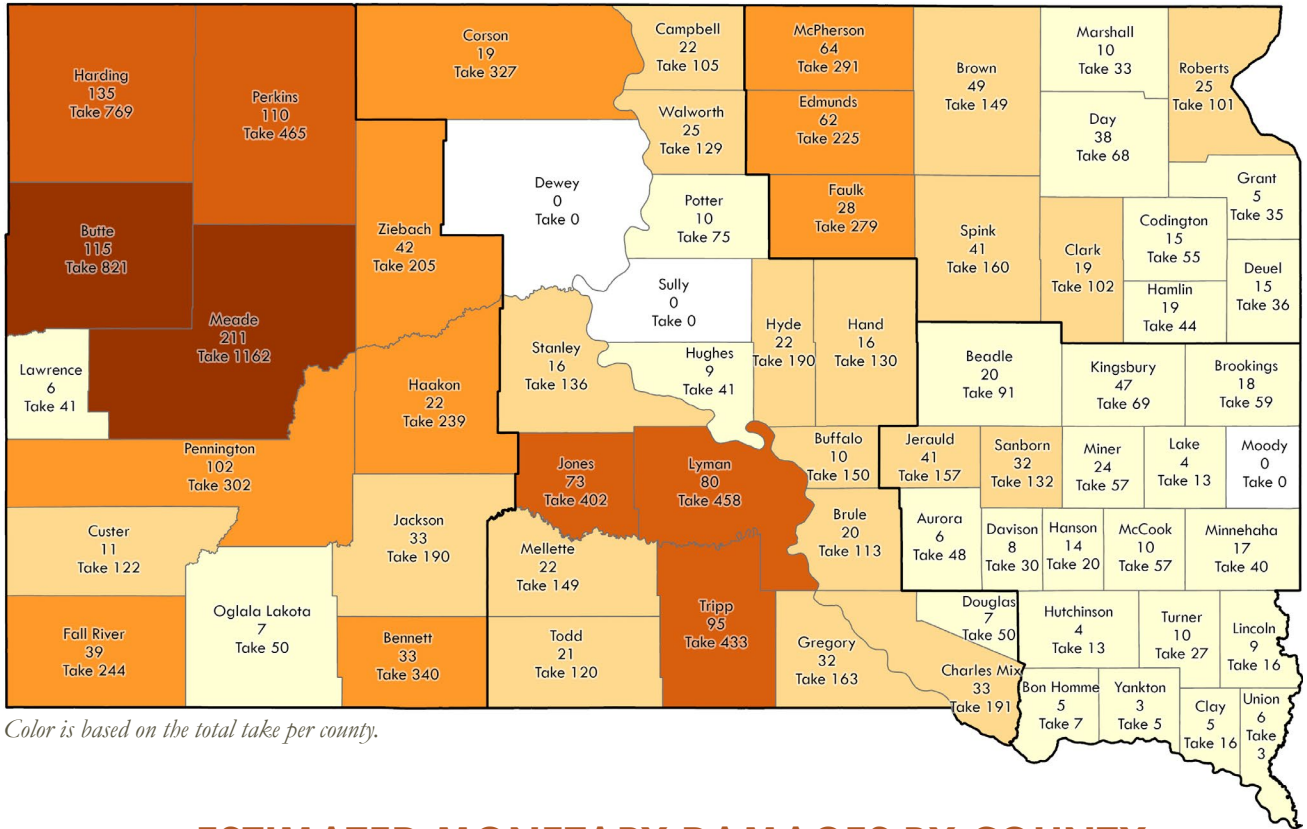 Harding
135
Take 769
Perkins
110
Take 465
Corson
19
Take 327
Campbell
22
Take 105
McPherson
64
Take 291
Brown
49
Take 149
Marshall
10
Take 33
Roberts
25
Take 101
Walworth
25
Take 129
Edmunds
62
Take 225
Day
38
Take 68
Butte
115
Take 821
Ziebach
42
Take 205
Dewey
0
Take 0
Potter
10
Take 75
Faulk
28
Take 279
Spink
41
Take 160
Clark
19
Take 102
Codington
15
Take 55
Grant
5
Take 35
Meade
211
Take 1162
Sully
0
Take 0
Hyde
22
Take 190
Hand
16
Take 130
Hamlin
19
Take 44
Deuel
15
Take 36
Lawrence
6
Take 41
Haakon
22
Take 239
Stanley
16
Take 136
Hughes
9
Take 41
Beadle
20
Take 91
Kingsbury
47
Take 69
Brookings
18
Take 59
Pennington
102
Take 302
Jones
73
Take 402
Lyman
80
Take 458
Buffalo
10
Take 150
Jerauld
41
Take 157
Sanborn
32
Take 132
Miner
24
Take 57
Lake
4
Take 13
Moody
0
Take 0
Custer
11
Take 122
Jackson
33
Take 190
Mellette
22
Take 149
Brule
20
Take 113
Aurora
6
Take 48
Davison
8
Take 30
Hanson
14
Take 20
McCook
10
Take 57
Minnehaha
17
Take 40
Fall River
39
Take 244
Oglala Lakota
7
Take 50
Bennett
33
Take 340
Todd
21
Take 120
Tripp
95
Take 433
Gregory
32
Take 163
Douglas
7
Take 50
Charles Mix
33
Take 191
Hutchinson
4
Take 13
Turner
10
Take 27
Lincoln
9
Take 16
Bon Homme
5
Take 7
Yankton
3
Take 5
Clay
5
Take 16
Union
6
Take
3
Color is based on the total take per county.
ESTIMATED MONETARY DAMAGES BY COUNTY